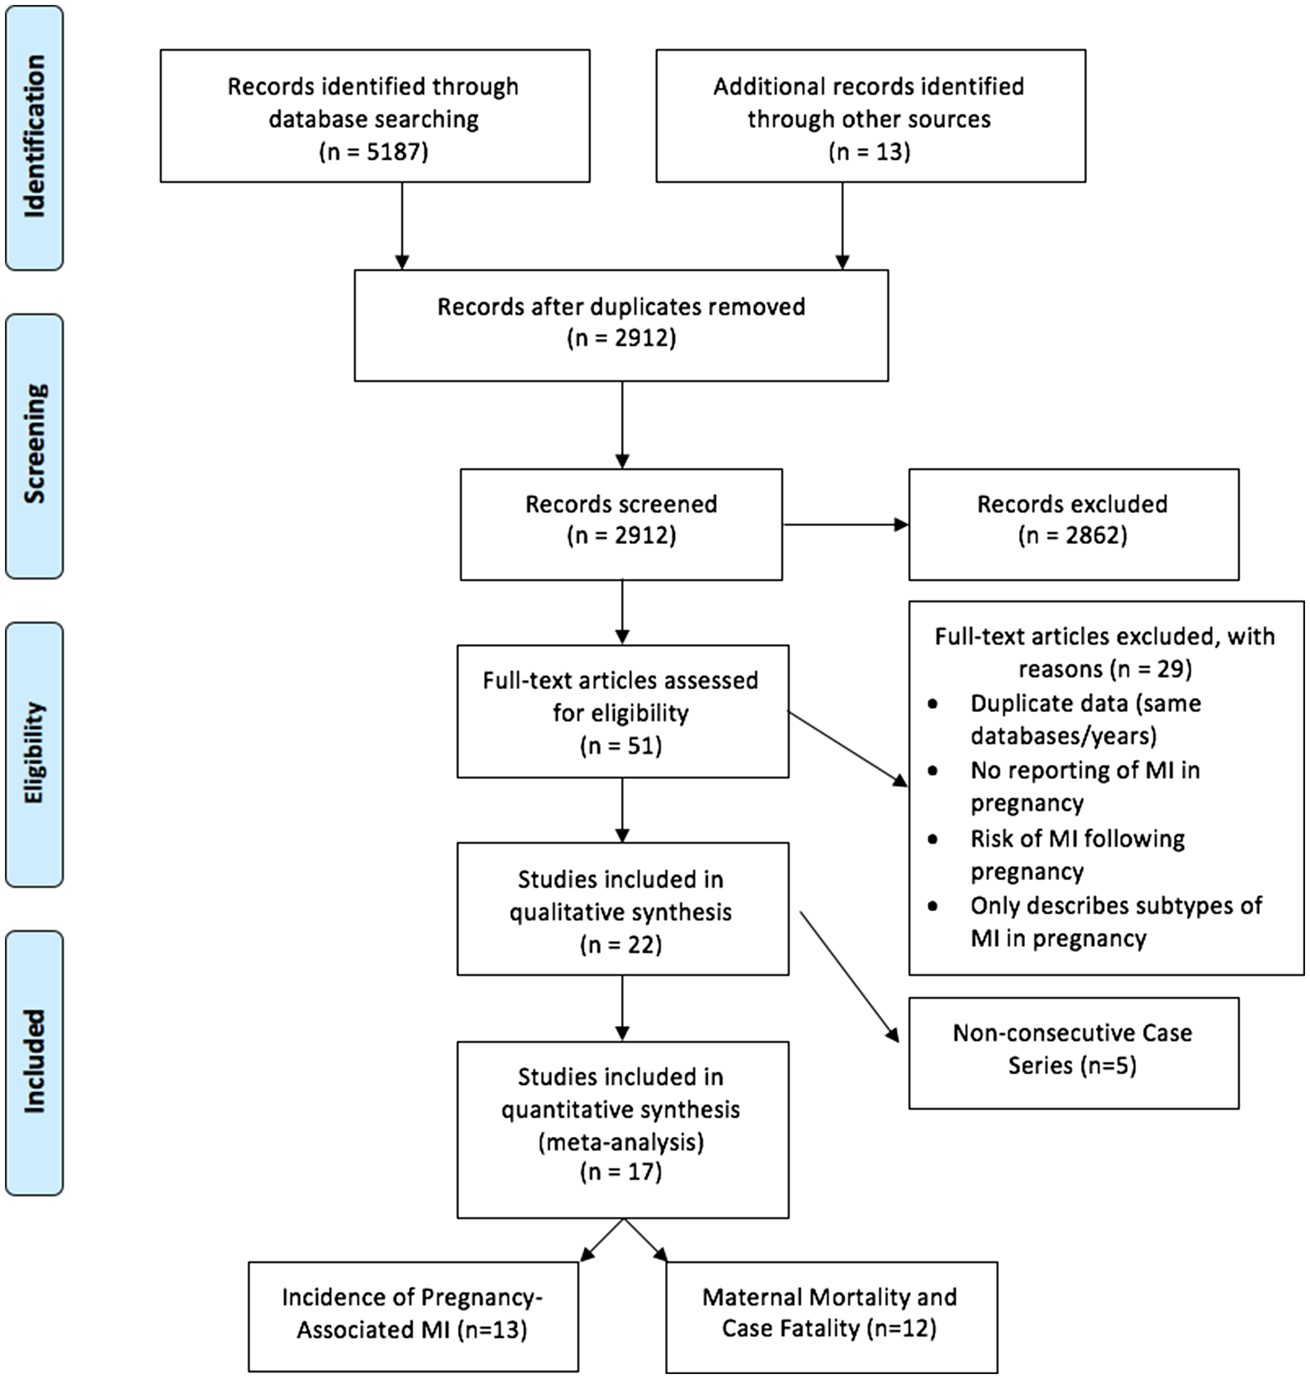 Identification
Records identified through
database searching
(n = 5187)
Additional records identified
through other sources
(n = 13)
Records after duplicates removed
(n = 2912)
Screening
Records screened
(n = 2912)
Records excluded
(n = 2862)
Eligibility
Full-text articles assessed
for eligibility
(n = 51)
Full-text articles excluded, with
reasons (n = 29)
• Duplicate data (same
databases/years)
• No reporting of MI in
pregnancy
• Risk of MI following
pregnancy
• Only describes subtypes of
MI in pregnancy
Studies included in
qualitative synthesis
(n = 22)
Included
Non-consecutive Case
Series (n=5)
Studies included in
quantitative synthesis
(meta-analysis)
(n = 17)
Incidence of Pregnancy-
Associated MI (n=13)
Maternal Mortality and
Case Fatality (n=12)